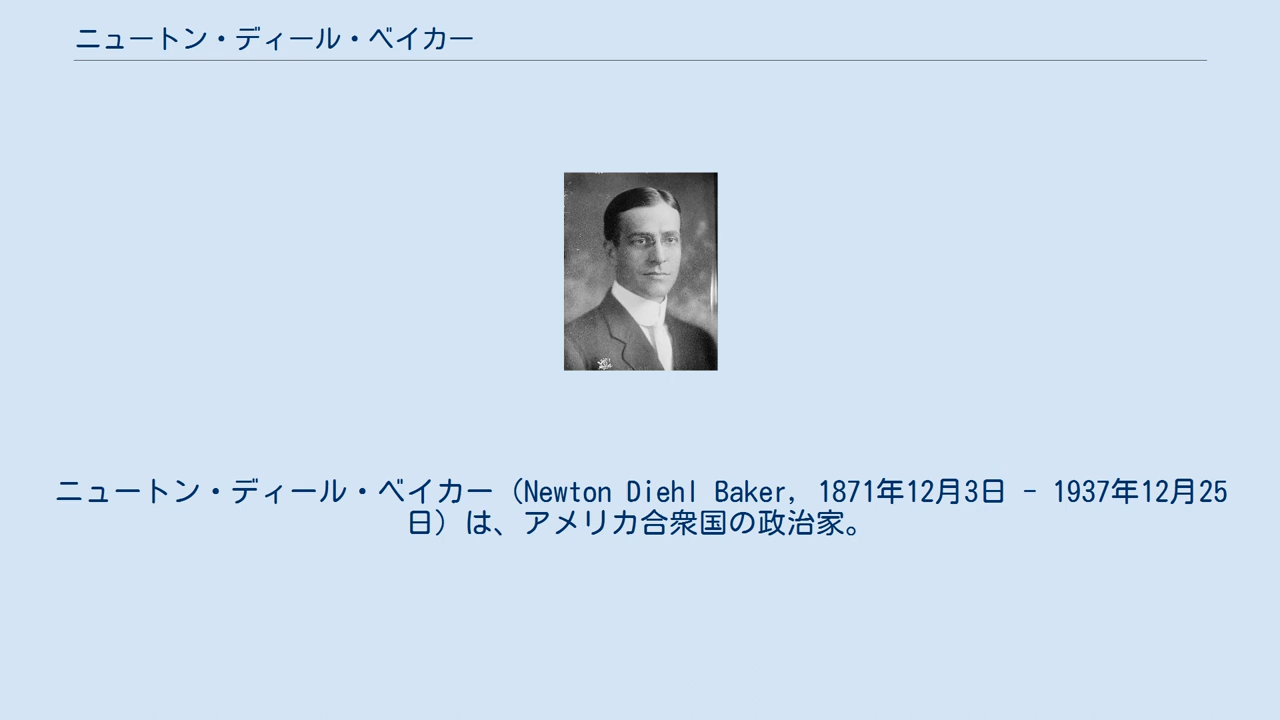 ニュートン・ディール・ベイカー
ニュートン・ディール・ベイカー（Newton Diehl Baker, 1871年12月3日 - 1937年12月25
日）は、アメリカ合衆国の政治家。